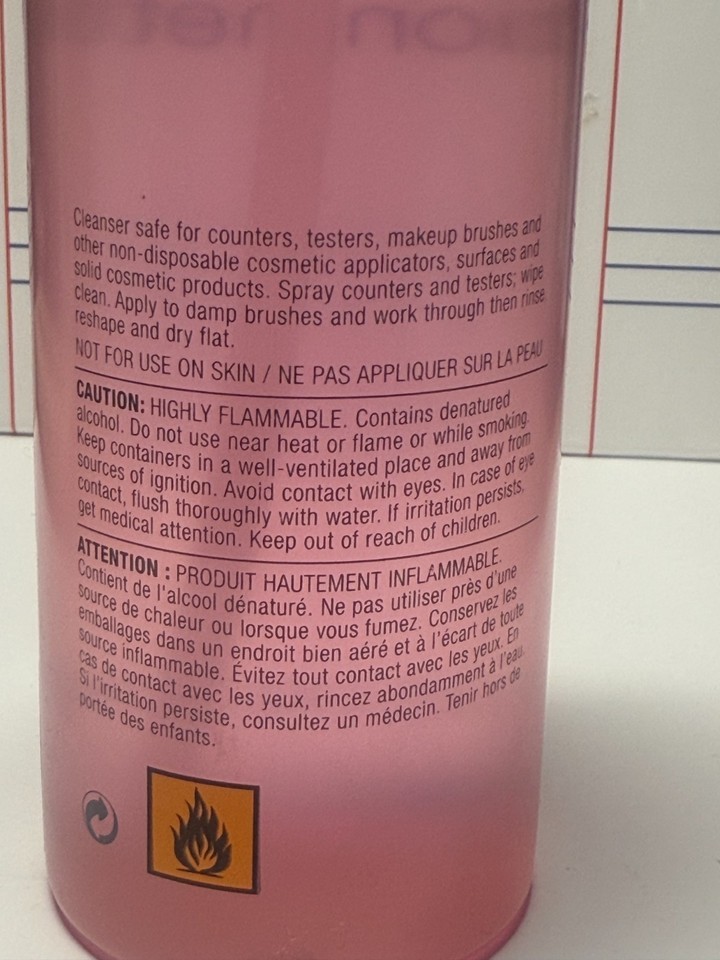 Cleanser safe for counters, testers, makeup brushes and
other non-disposable cosmetic applicators, surfaces and
solid cosmetic products. Spray counters and testers; wipe
clean. Apply to damp brushes and work through then rinse
reshape and dry flat.
NOT FOR USE ON SKIN / NE PAS APPLIQUER SUR LA PEAU
CAUTION: HIGHLY FLAMMABLE. Contains denatured
alcohol. Do not use near heat or flame or while smoking.
Keep containers in a well-ventilated place and away from
sources of ignition. Avoid contact with eyes. In case of eye
contact, flush thoroughly with water. If irritation persists,
get medical attention. Keep out of reach of children.
ATTENTION : PRODUIT HAUTEMENT INFLAMMABLE.
Contient de l'alcool dénaturé. Ne pas utiliser près d'une
source de chaleur ou lorsque vous fumez. Conservez les
emballages dans un endroit bien aéré et à l'écart de toute
source inflammable. Évitez tout contact avec les yeux. En
cas de contact avec les yeux, rincez abondamment à l'eau.
Si l'irritation persiste, consultez un médecin. Tenir hors de
portée des enfants.